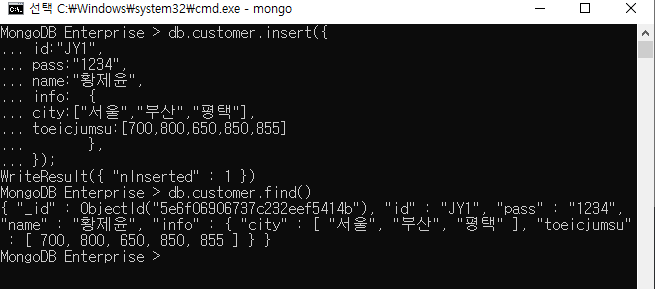 선택 C:\Windows\system32\cmd.exe - mongo
MongoDB Enterprise > db.customer.insert({
... id:"JY1",
... pass:"1234",
... name:"황제윤",
... info:  {
... city:["서울","부산","평택"],
... toeicjumsu:[700,800,650,850,855]
...        },
... });
WriteResult({ "nInserted" : 1 })
MongoDB Enterprise > db.customer.find()
{ "_id" : ObjectId("5e6f06906737c232eef5414b"), "id" : "JY1", "pass" : "1234",
"name" : "황제윤", "info" : { "city" : [ "서울", "부산", "평택" ], "toeicjumsu"
 : [ 700, 800, 650, 850, 855 ] } }
MongoDB Enterprise >